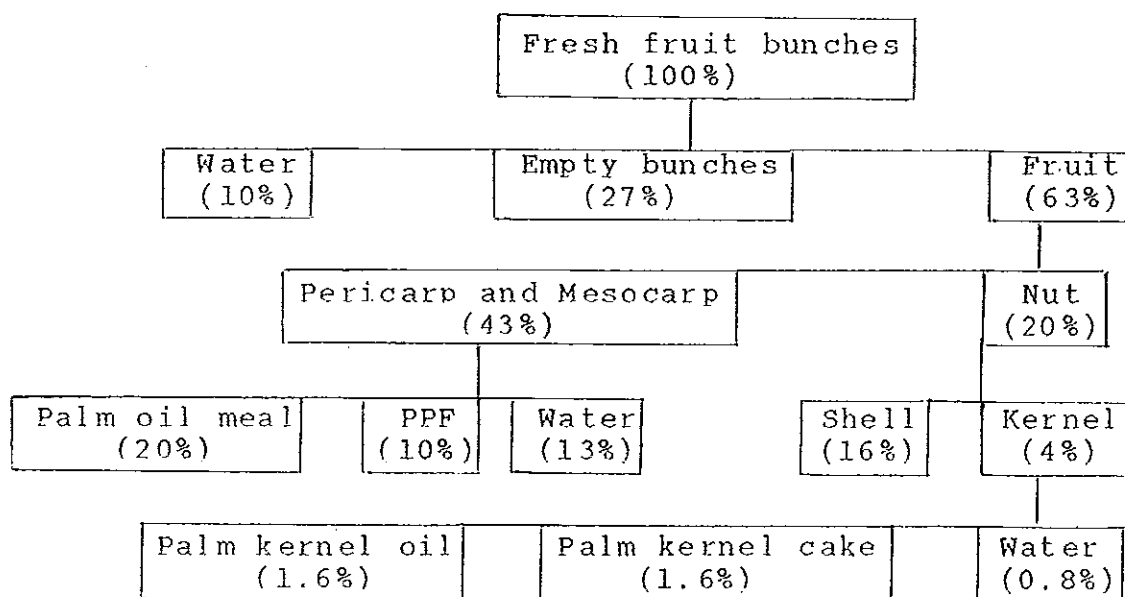 Fresh fruit bunches
(100%)
Water
(10%)
Empty bunches
(27%)
Fruit
(63%)
Pericarp and Mesocarp
(43%)
Nut
(20%)
Palm oil meal
(20%)
PPF
(10%)
Water
(13%)
Shell
(16%)
Kernel
(4%)
Palm kernel oil
(1.6%)
Palm kernel cake
(1.6%)
Water
(0.8%)